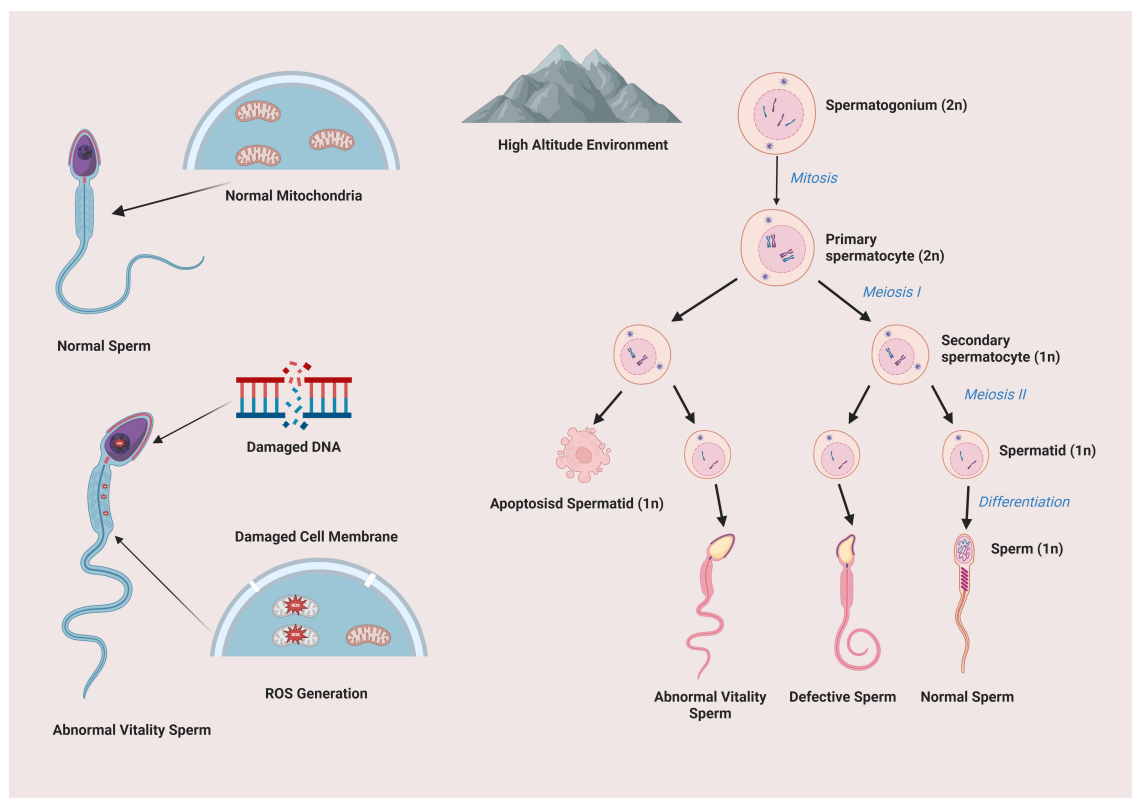 Normal Mitochondria
Normal Sperm
Damaged DNA
Damaged Cell Membrane
ROS
ROS
ROS Generation
Abnormal Vitality Sperm
High Altitude Environment
Spermatogonium (2n)
Mitosis
Primary
spermatocyte (2n)
Meiosis I
Secondary
spermatocyte (1n)
Meiosis II
Spermatid (1n)
Apoptosisd Spermatid (1n)
Differentiation
Sperm (1n)
Abnormal Vitality
Sperm
Defective Sperm
Normal Sperm